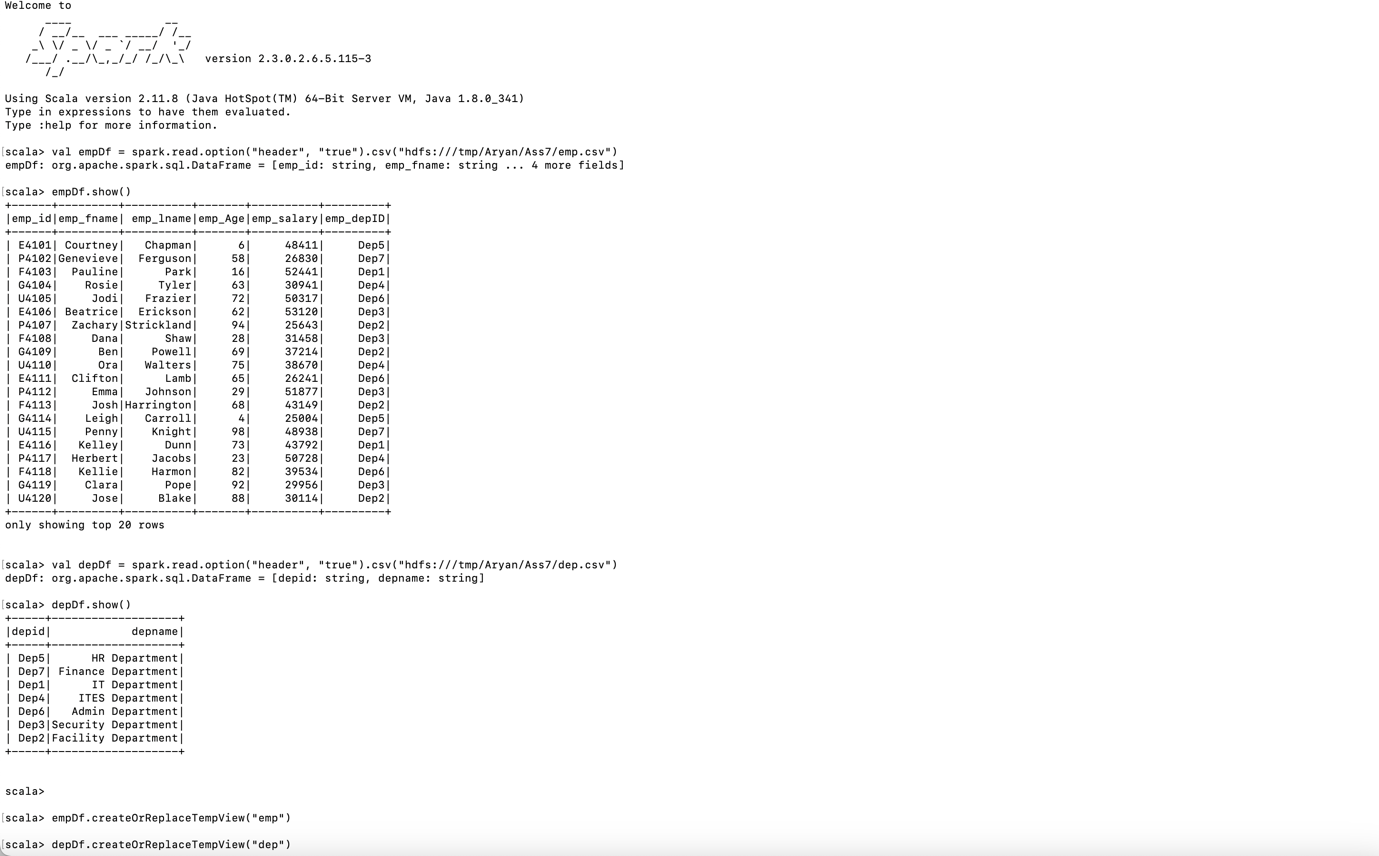 Welcome to
      ____              __
     / __/__  ___ _____/ /__
    _\ \/ _ \/ _ `/ __/  '_/
   /___/ .__/\_,_/_/ /_/\_\   version 2.3.0.2.6.5.115-3
      /_/
Using Scala version 2.11.8 (Java HotSpot(TM) 64-Bit Server VM, Java 1.8.0_341)
Type in expressions to have them evaluated.
Type :help for more information.
[scala> val empDf = spark.read.option("header", "true").csv("hdfs:///tmp/Aryan/Ass7/emp.csv")
empDf: org.apache.spark.sql.DataFrame = [emp_id: string, emp_fname: string ... 4 more fields]
[scala> empDf.show()
+------+---------+----------+-------+----------+---------+
|emp_id|emp_fname| emp_lname|emp_Age|emp_salary|emp_depID|
+------+---------+----------+-------+----------+---------+
| E4101| Courtney|   Chapman|      6|     48411|     Dep5|
| P4102|Genevieve|  Ferguson|     58|     26830|     Dep7|
| F4103|  Pauline|      Park|     16|     52441|     Dep1|
| G4104|    Rosie|     Tyler|     63|     30941|     Dep4|
| U4105|     Jodi|   Frazier|     72|     50317|     Dep6|
| E4106| Beatrice|  Erickson|     62|     53120|     Dep3|
| P4107|  Zachary|Strickland|     94|     25643|     Dep2|
| F4108|     Dana|      Shaw|     28|     31458|     Dep3|
| G4109|      Ben|    Powell|     69|     37214|     Dep2|
| U4110|      Ora|   Walters|     75|     38670|     Dep4|
| E4111|  Clifton|      Lamb|     65|     26241|     Dep6|
| P4112|     Emma|   Johnson|     29|     51877|     Dep3|
| F4113|     Josh|Harrington|     68|     43149|     Dep2|
| G4114|    Leigh|   Carroll|      4|     25004|     Dep5|
| U4115|    Penny|    Knight|     98|     48938|     Dep7|
| E4116|   Kelley|      Dunn|     73|     43792|     Dep1|
| P4117|  Herbert|    Jacobs|     23|     50728|     Dep4|
| F4118|   Kellie|    Harmon|     82|     39534|     Dep6|
| G4119|    Clara|      Pope|     92|     29956|     Dep3|
| U4120|     Jose|     Blake|     88|     30114|     Dep2|
+------+---------+----------+-------+----------+---------+
only showing top 20 rows
[scala> val depDf = spark.read.option("header", "true").csv("hdfs:///tmp/Aryan/Ass7/dep.csv")
depDf: org.apache.spark.sql.DataFrame = [depid: string, depname: string]
[scala> depDf.show()
+-----+-------------------+
|depid|            depname|
+-----+-------------------+
| Dep5|      HR Department|
| Dep7| Finance Department|
| Dep1|      IT Department|
| Dep4|    ITES Department|
| Dep6|   Admin Department|
| Dep3|Security Department|
| Dep2|Facility Department|
+-----+-------------------+
scala>
[scala> empDf.createOrReplaceTempView("emp")
[scala> depDf.createOrReplaceTempView("dep")